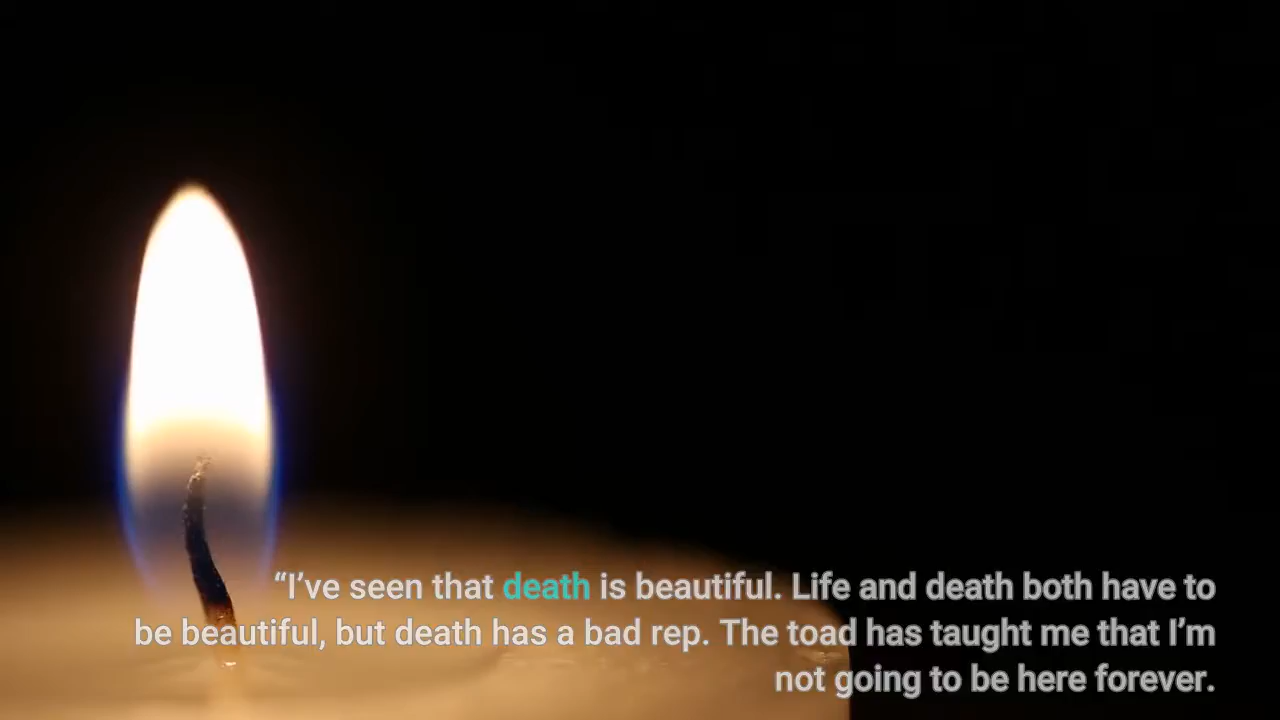 “I’ve seen that death is beautiful. Life and death both have to
be beautiful, but death has a bad rep. The toad has taught me that I’m
not going to be here forever.